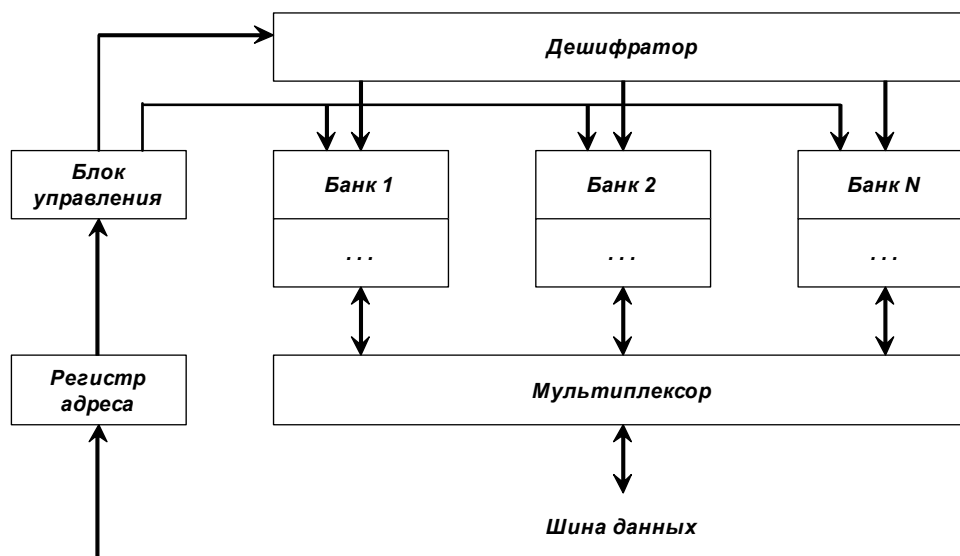 Дешифратор
Блок
управления
Банк 1
Банк 2
Банк N
. . .
. . .
. . .
Регистр
адреса
Мультиплексор
Шина данных